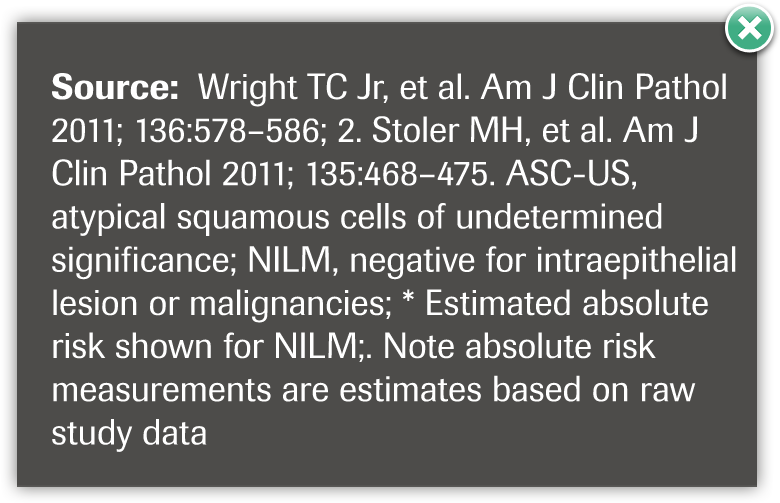 Source: Wright TC Jr, et al. Am J Clin Pathol
2011; 136:578–586; 2. Stoler MH, et al. Am J
Clin Pathol 2011; 135:468–475. ASC-US,
atypical squamous cells of undetermined
significance; NILM, negative for intraepithelial
lesion or malignancies; * Estimated absolute
risk shown for NILM;. Note absolute risk
measurements are estimates based on raw
study data